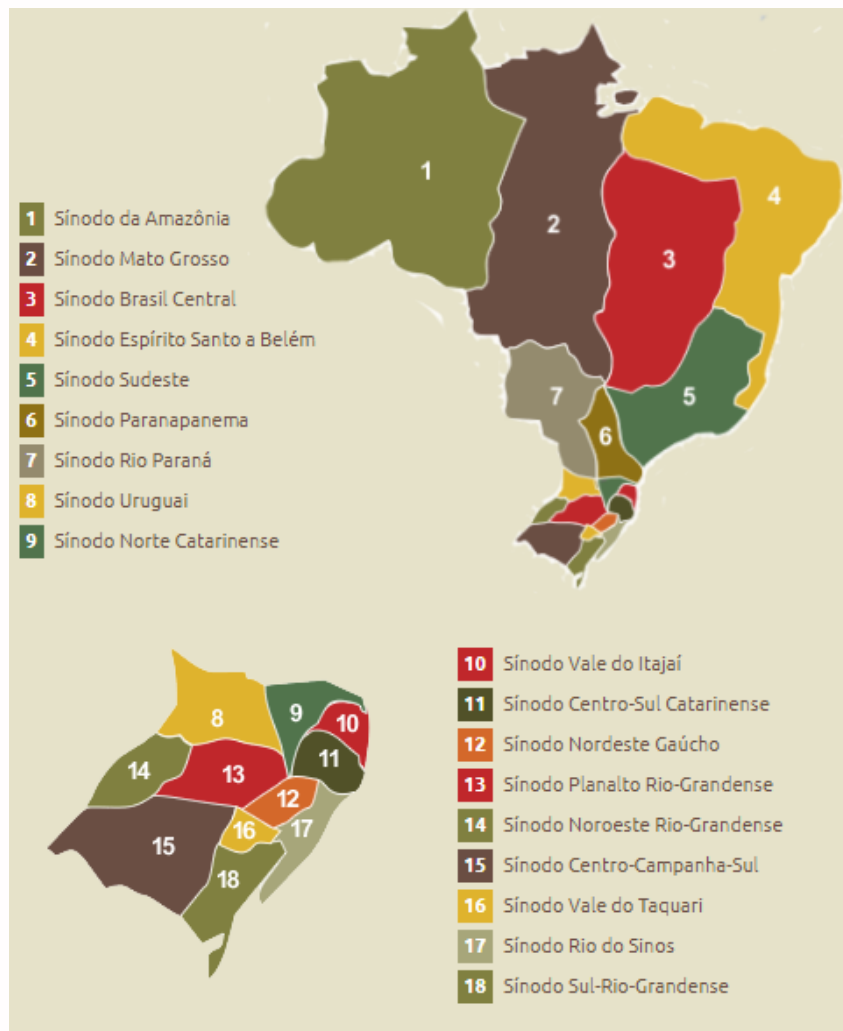 1
2
3
4
5
6
7
1 Sínodo da Amazônia
2 Sínodo Mato Grosso
3 Sínodo Brasil Central
4 Sínodo Espírito Santo a Belém
5 Sínodo Sudeste
6 Sínodo Paranapanema
7 Sínodo Rio Paraná
8 Sínodo Uruguai
9 Sínodo Norte Catarinense
8
9
10
11
12
13
14
15
16
17
18
10 Sínodo Vale do Itajaí
11 Sínodo Centro-Sul Catarinense
12 Sínodo Nordeste Gaúcho
13 Sínodo Planalto Rio-Grandense
14 Sínodo Noroeste Rio-Grandense
15 Sínodo Centro-Campanha-Sul
16 Sínodo Vale do Taquari
17 Sínodo Rio do Sinos
18 Sínodo Sul-Rio-Grandense